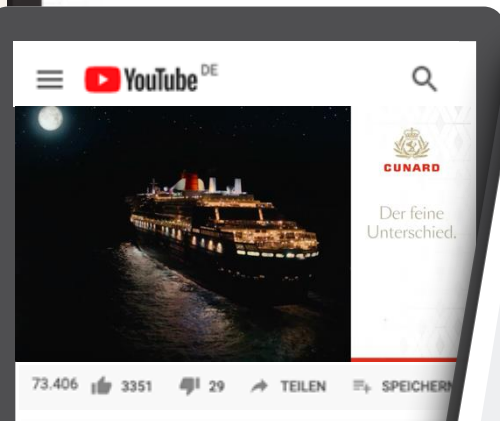 YouTube DE
CUNARD
Der feine
Unterschied.
73.406 3351 29 TEILEN SPEICHERN